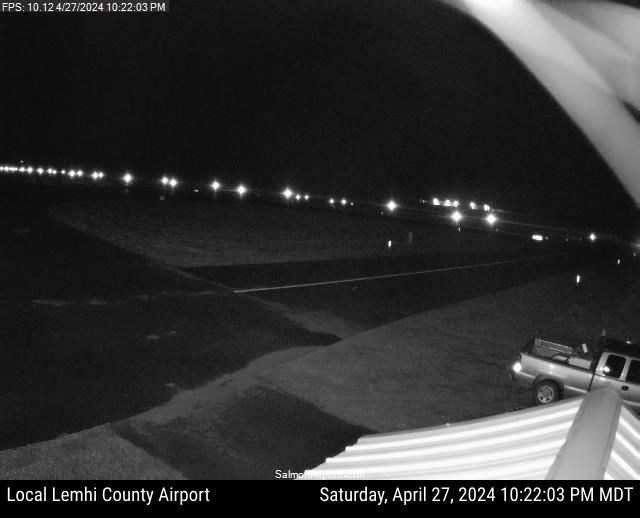 FPS: 10.12 4/27/2024 10:22:03 PM
Local Lemhi County Airport
Saturday, April 27, 2024 10:22:03 PM MDT